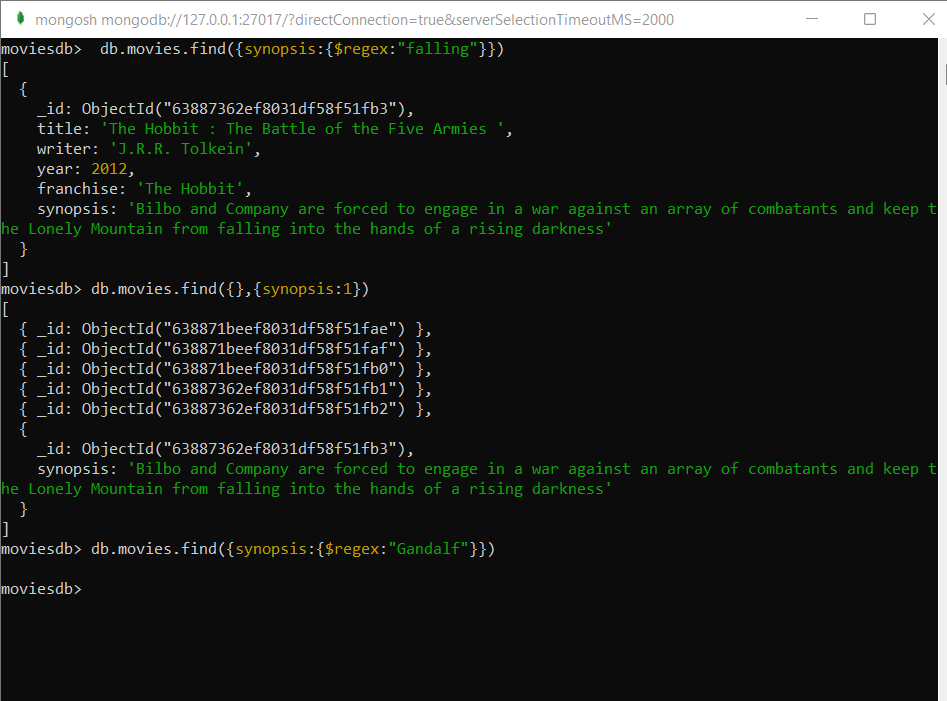 mongosh mongodb://127.0.0.1:27017/?directConnection=true&serverSelectionTimeoutMS=2000
moviesdb>  db.movies.find({synopsis:{$regex:"falling"}})
[
  {
    _id: ObjectId("63887362ef8031df58f51fb3"),
    title: 'The Hobbit : The Battle of the Five Armies ',
    writer: 'J.R.R. Tolkein',
    year: 2012,
    franchise: 'The Hobbit',
    synopsis: 'Bilbo and Company are forced to engage in a war against an array of combatants and keep t
he Lonely Mountain from falling into the hands of a rising darkness'
  }
]
moviesdb> db.movies.find({},{synopsis:1})
[
  { _id: ObjectId("638871beef8031df58f51fae") },
  { _id: ObjectId("638871beef8031df58f51faf") },
  { _id: ObjectId("638871beef8031df58f51fb0") },
  { _id: ObjectId("63887362ef8031df58f51fb1") },
  { _id: ObjectId("63887362ef8031df58f51fb2") },
  {
    _id: ObjectId("63887362ef8031df58f51fb3"),
    synopsis: 'Bilbo and Company are forced to engage in a war against an array of combatants and keep t
he Lonely Mountain from falling into the hands of a rising darkness'
  }
]
moviesdb> db.movies.find({synopsis:{$regex:"Gandalf"}})
moviesdb>